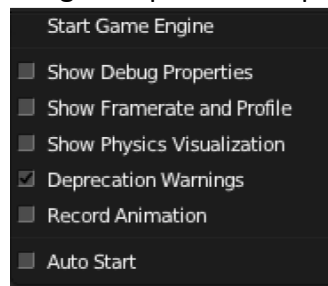 Start Game Engine
Show Debug Properties
Show Framerate and Profile
Show Physics Visualization
Deprecation Warnings
Record Animation
Auto Start